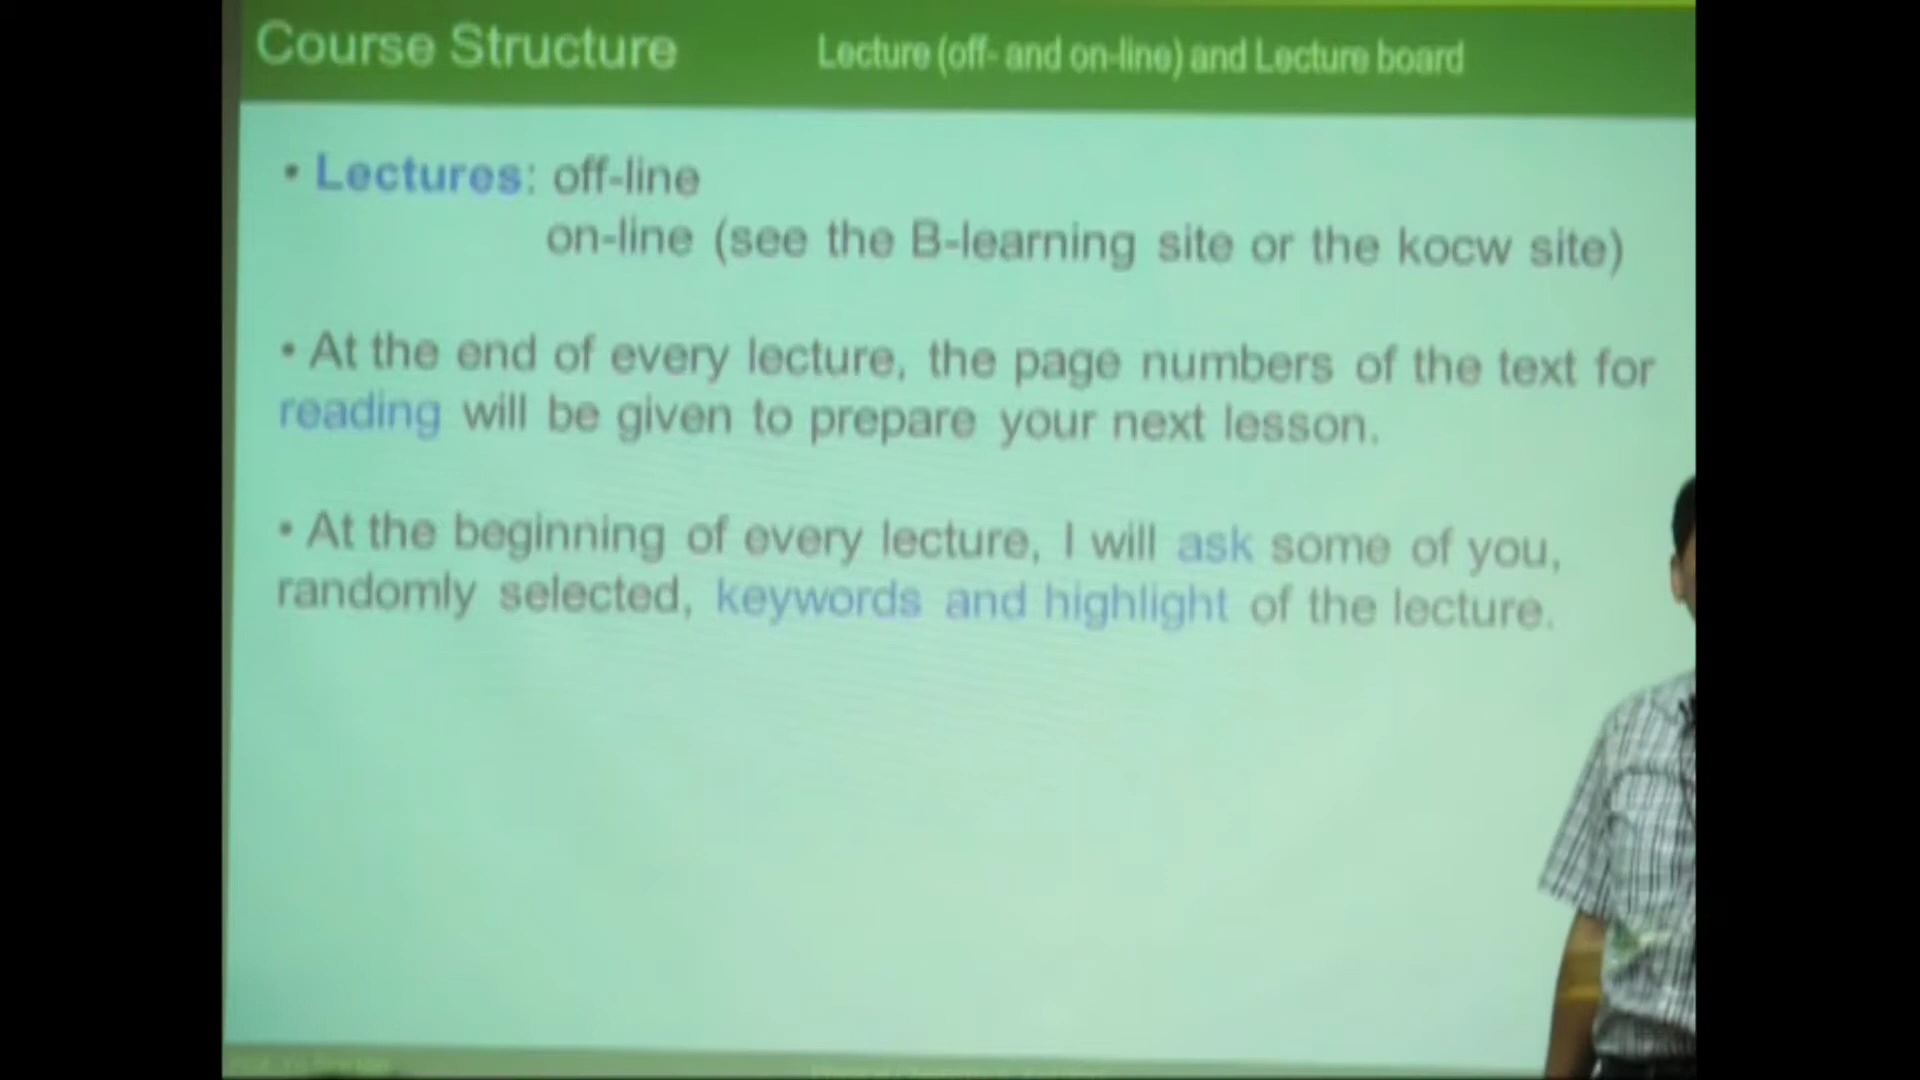 Course Structure Lecture (off- and on-line) and Lecture board
• Lectures: off-line
on-line (see the B-learning site or the kocw site)
• At the end of every lecture, the page numbers of the text for
reading will be given to prepare your next lesson.
• At the beginning of every lecture, I will ask some of you,
randomly selected, keywords and highlight of the lecture.